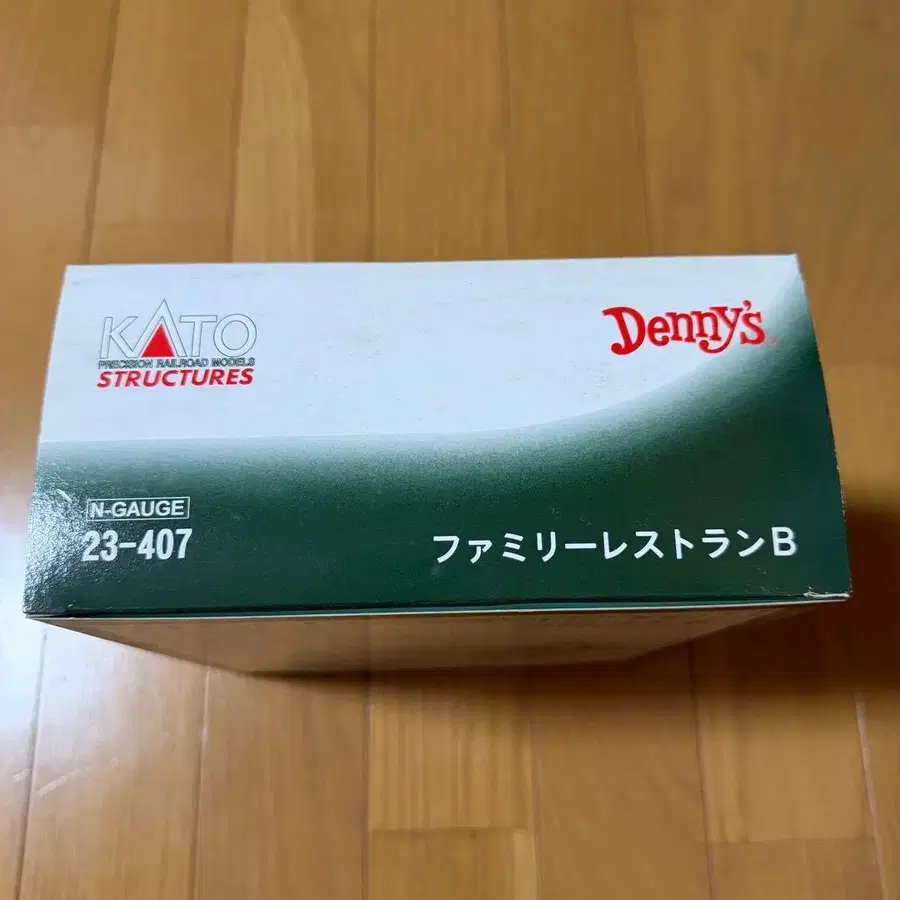 KATO
PRECISION RAILROAD MODELS
STRUCTURES
Denny's
N-GAUGE
23-407
ファミリーレストランB